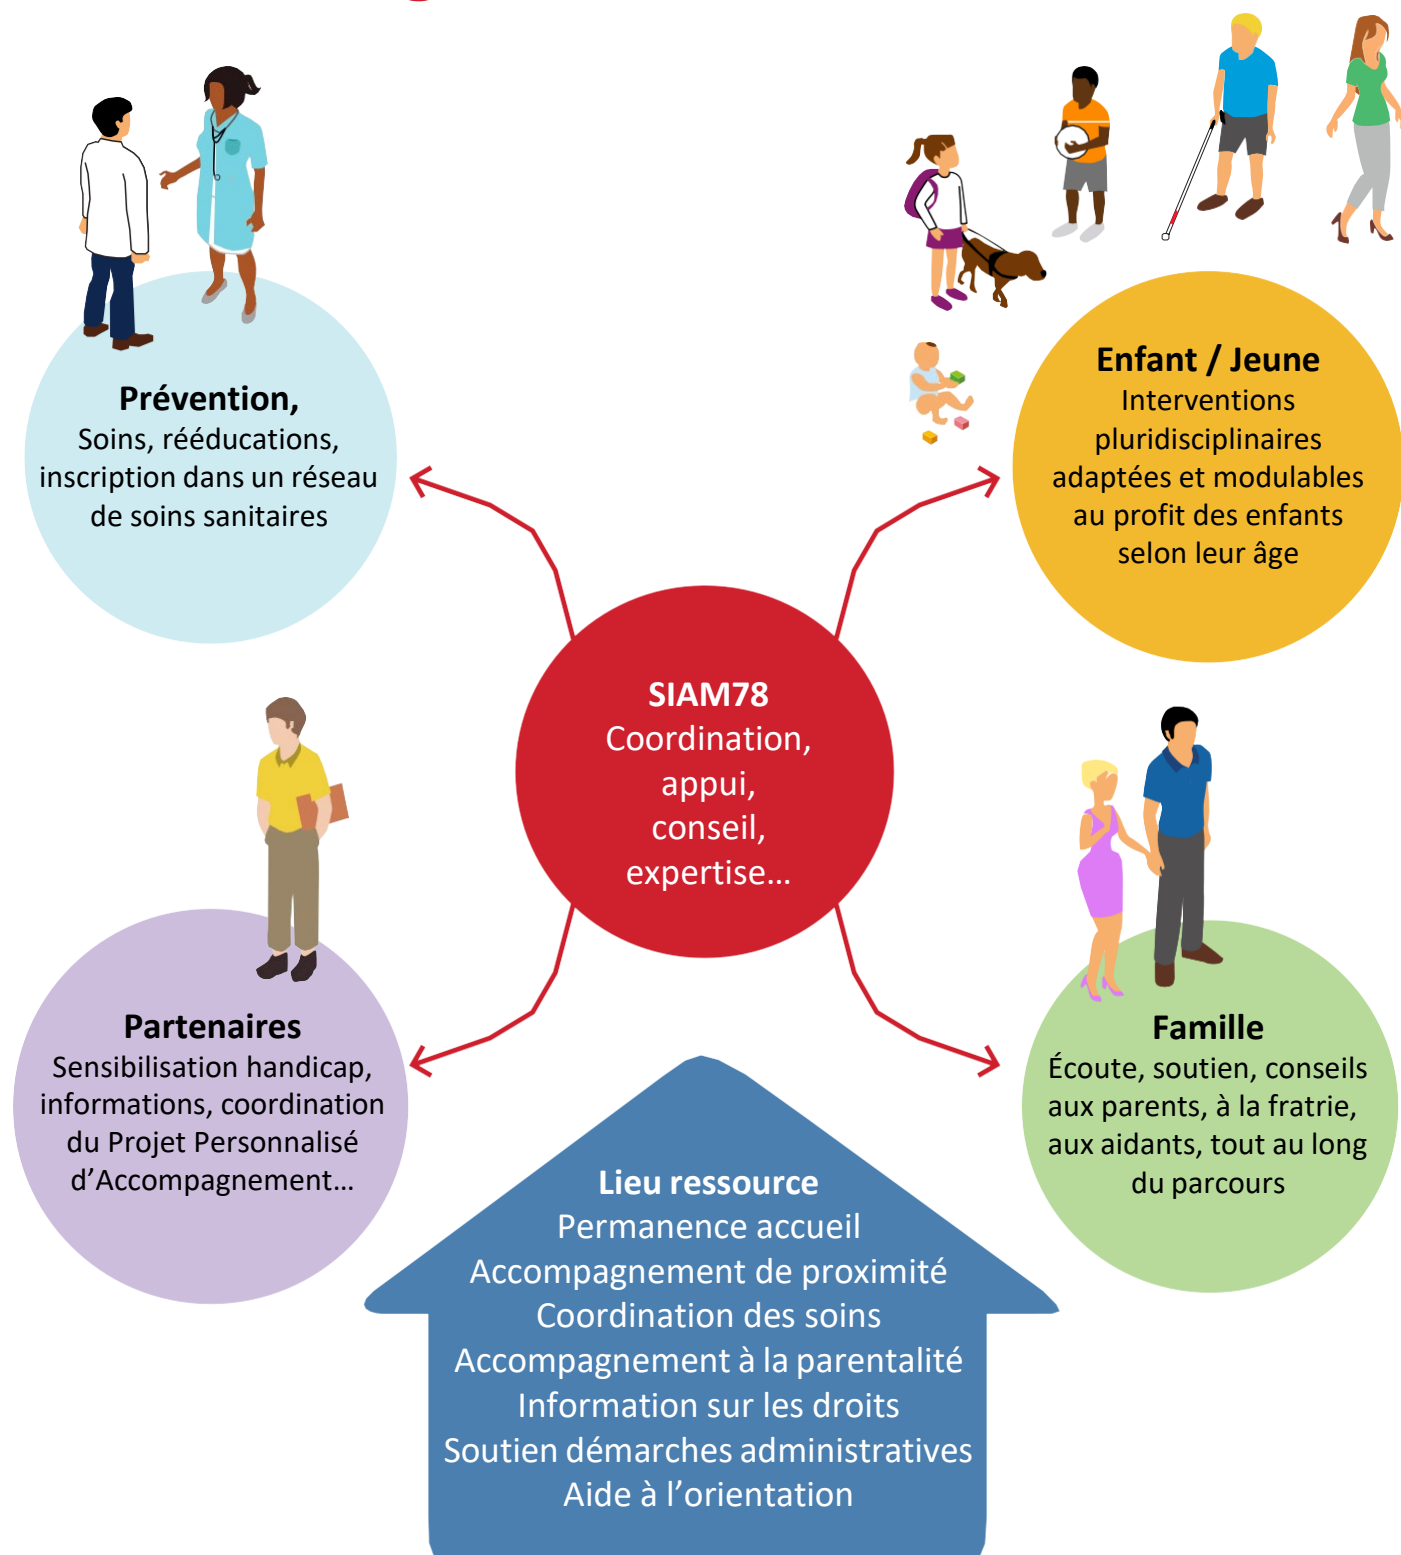 Prévention,
Soins, rééducations,
inscription dans un réseau
de soins sanitaires
Enfant / Jeune
Interventions
pluridisciplinaires
adaptées et modulables
au profit des enfants
selon leur âge
SIAM78
Coordination,
appui,
conseil,
expertise…
Partenaires
Sensibilisation handicap,
informations, coordination
du Projet Personnalisé
d’Accompagnement…
Famille
Écoute, soutien, conseils
aux parents, à la fratrie,
aux aidants, tout au long
du parcours
Lieu ressource
Permanence accueil
Accompagnement de proximité
Coordination des soins
Accompagnement à la parentalité
Information sur les droits
Soutien démarches administratives
Aide à l’orientation